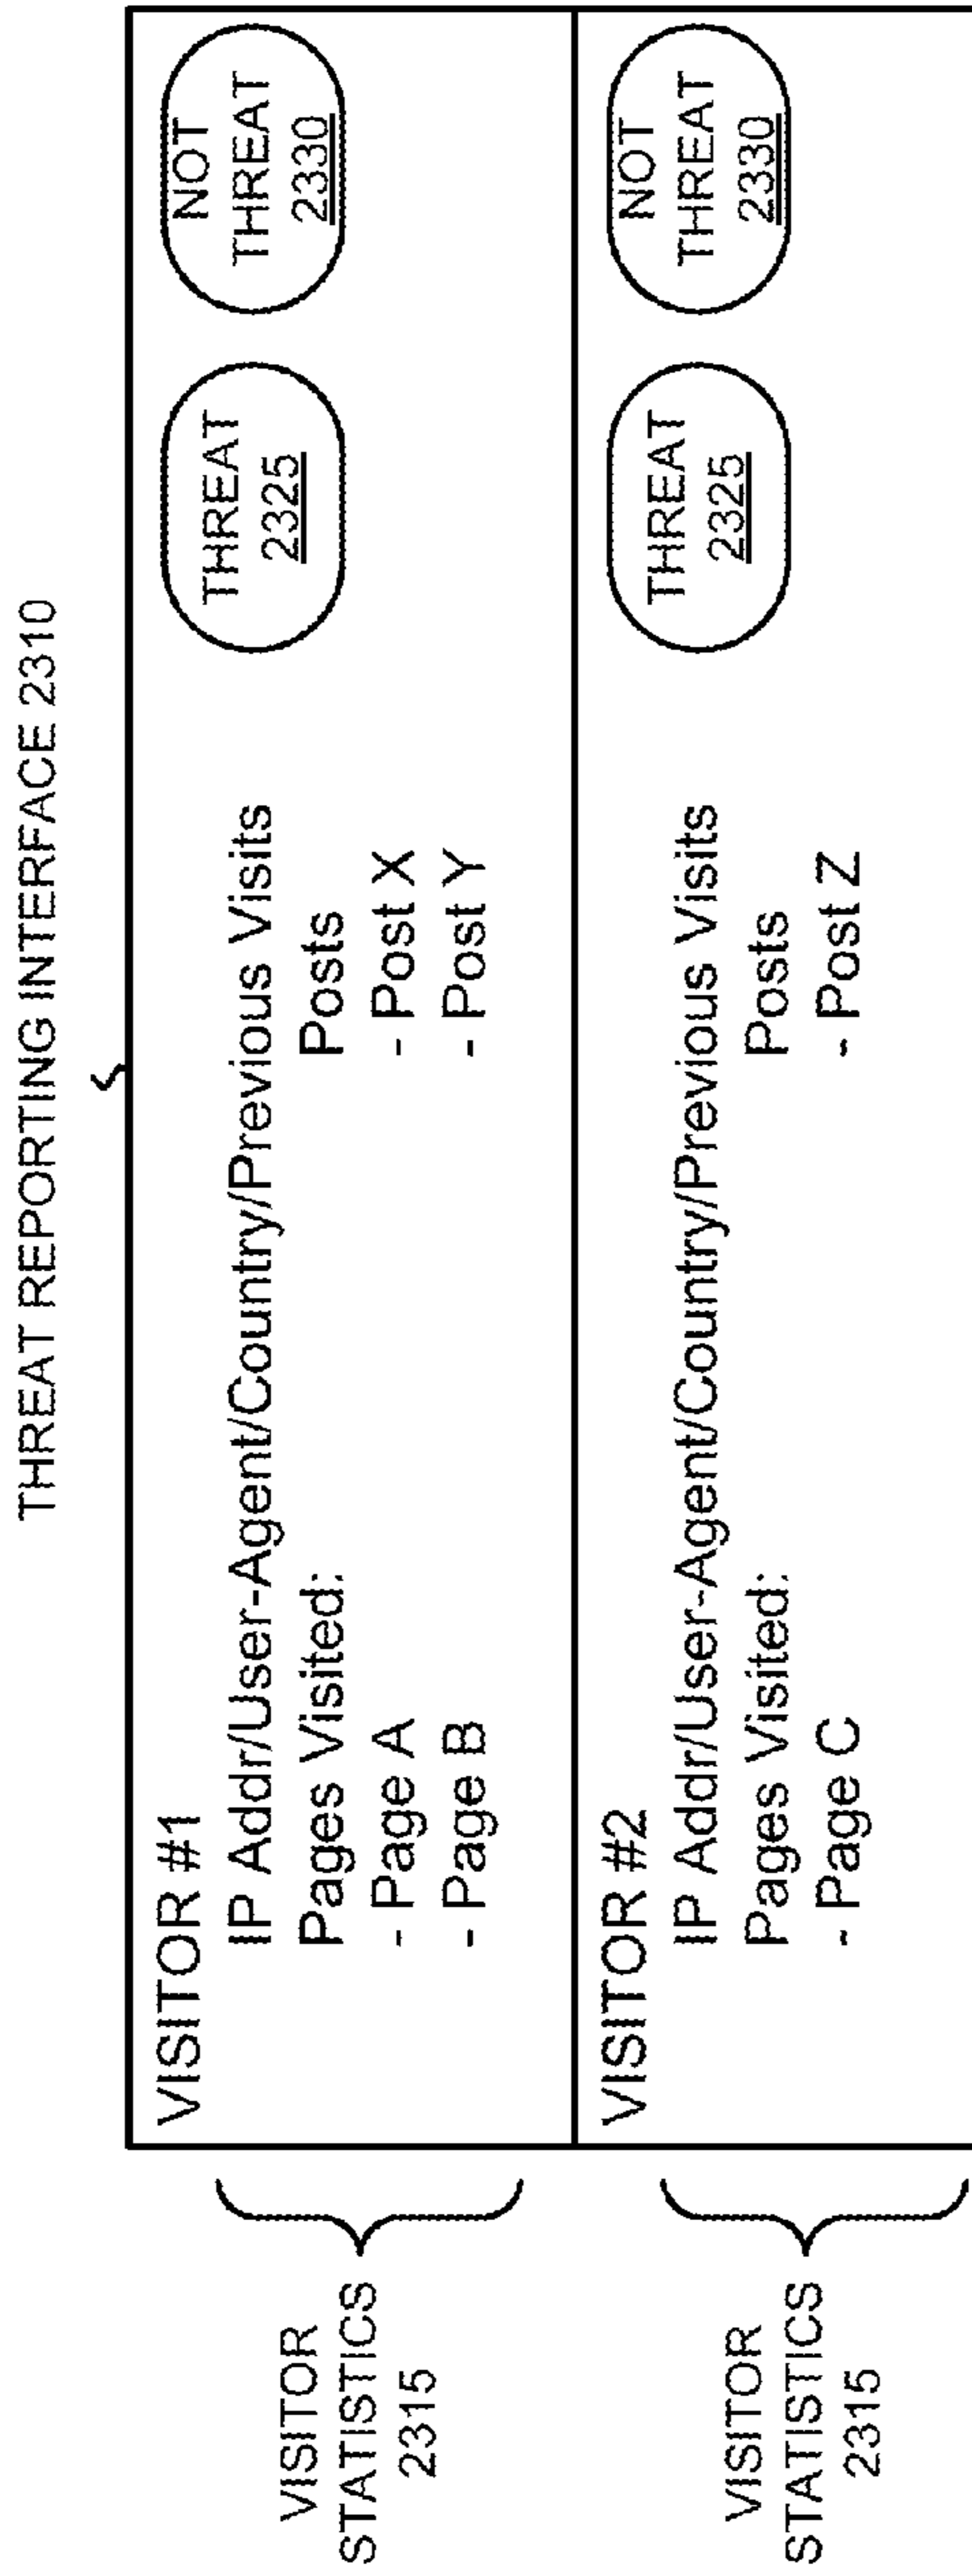 THREAT REPORTING INTERFACE 2310
VISITOR #1
IP Addr/User-Agent/Country/Previous Visits
Pages Visited:
- Page A
- Page B
Posts
- Post X
- Post Y
THREAT
2325
NOT
THREAT
2330
VISITOR
STATISTICS
2315
VISITOR #2
IP Addr/User-Agent/Country/Previous Visits
Pages Visited:
- Page C
Posts
- Post Z
THREAT
2325
NOT
THREAT
2330
VISITOR
STATISTICS
2315